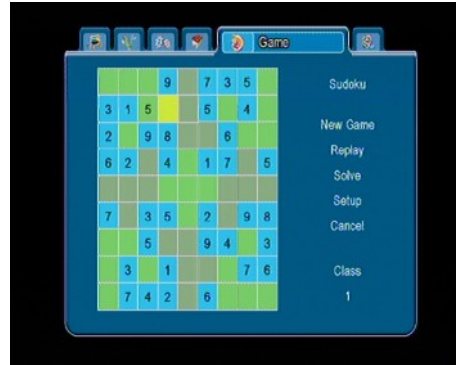 Game
9 7 3 5
3 1 5 5 4
2 9 8 6
6 2 4 1 7 5
7 3 5 2 9 8
5 9 4 3
3 1 7 6
7 4 2 6
Sudoku
New Game
Replay
Solve
Setup
Cancel
Class
1